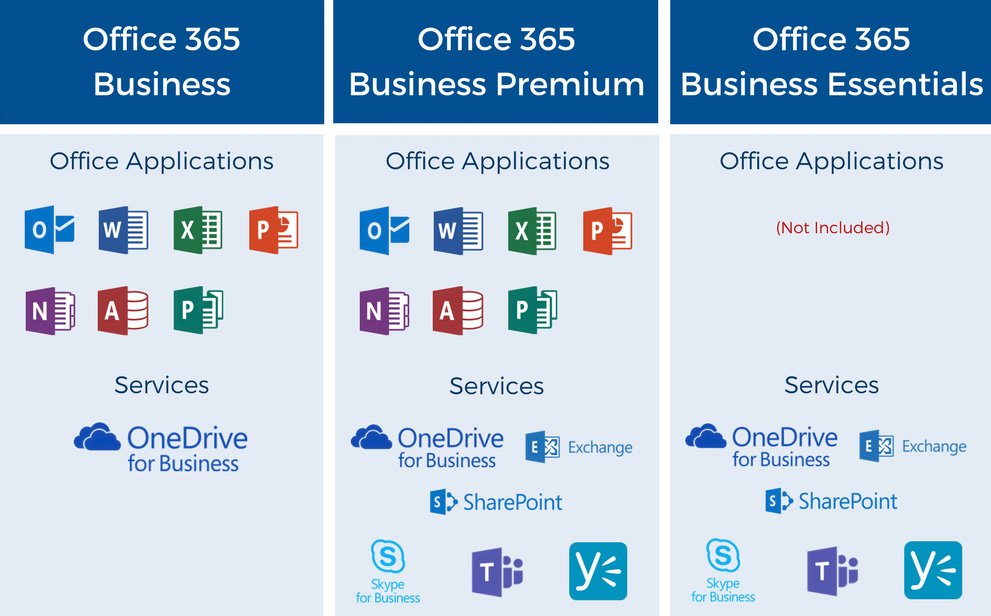 Office 365
Business
Office Applications
O
W
X
P
N
A
P
Services
OneDrive
for Business
Office 365
Business Premium
Office Applications
O
W
X
P
N
A
P
Services
OneDrive
for Business
E
Exchange
S
SharePoint
S
Skype
for Business
T
y
Office 365
Business Essentials
Office Applications
(Not Included)
Services
OneDrive
for Business
E
Exchange
S
SharePoint
S
Skype
for Business
T
y